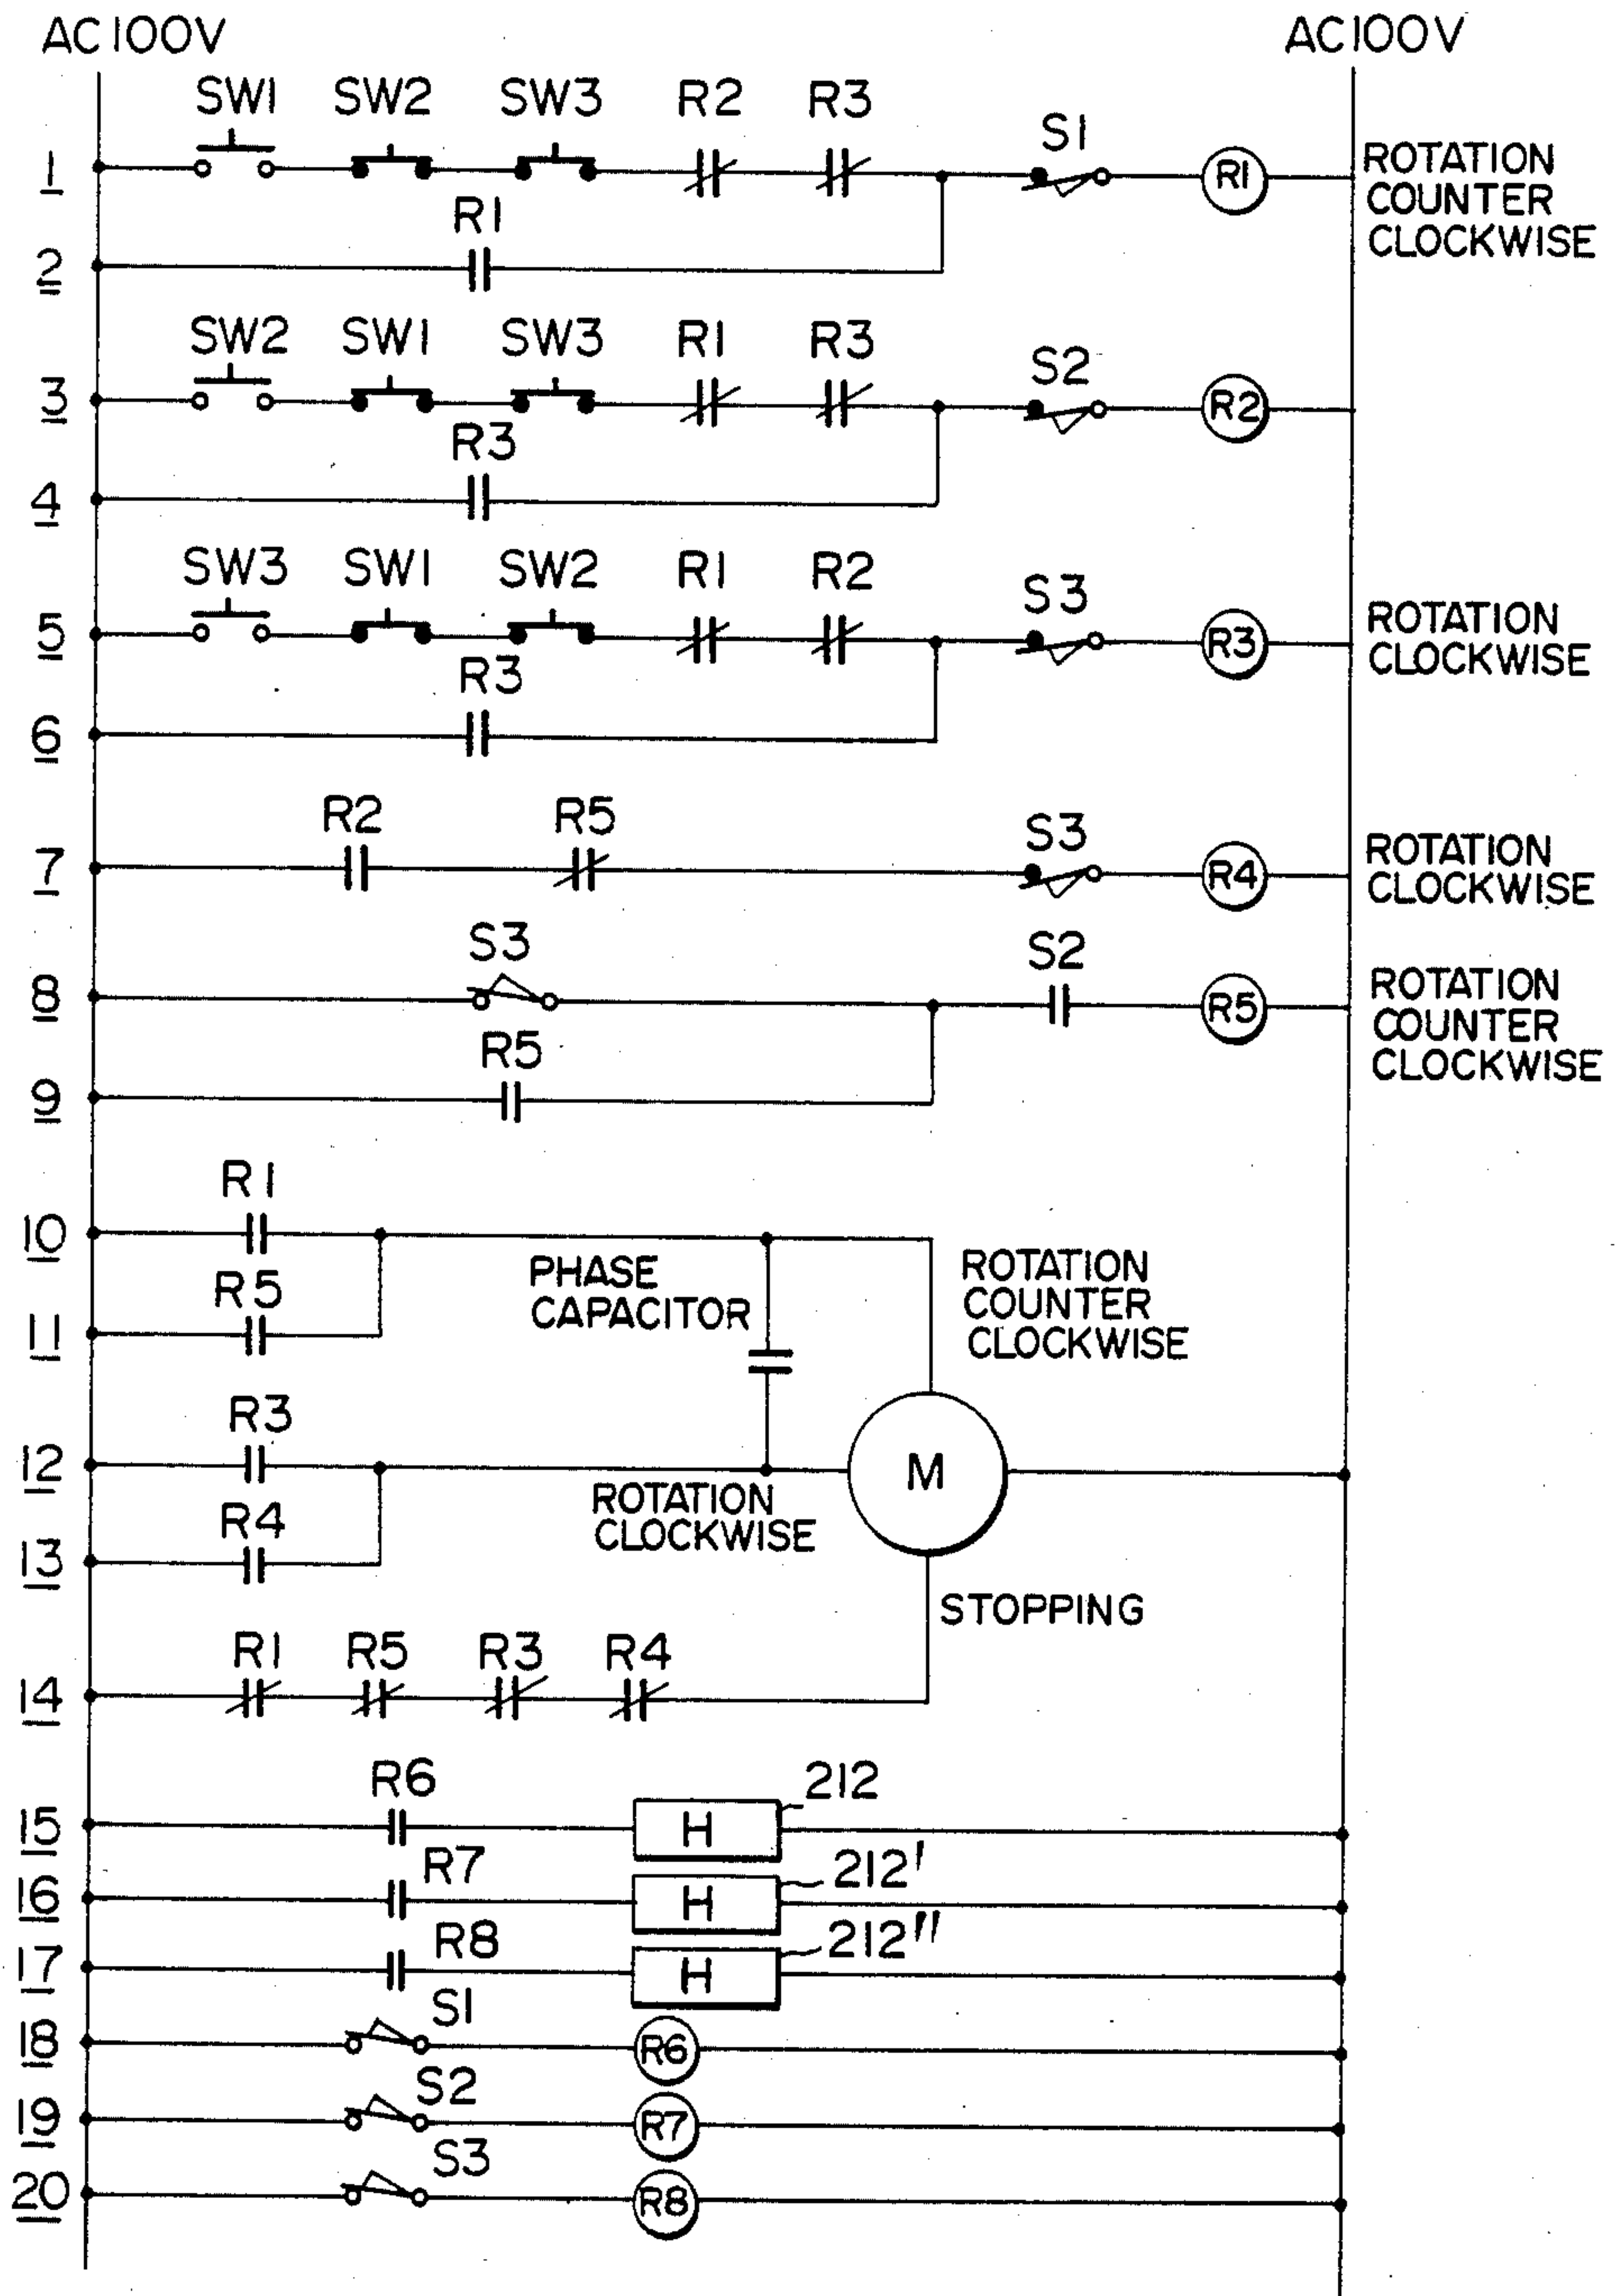 AC100V AC100V
SW1 SW2 SW3 R2 R3 S1
1 R1 ROTATION
COUNTER
CLOCKWISE
R1
2
SW2 SW1 SW3 R1 R3 S2
3 R2
R3
4
SW3 SW1 SW2 R1 R2 S3
5 R3 ROTATION
CLOCKWISE
R3
6
R2 R5 S3
7 R4 ROTATION
CLOCKWISE
S3 S2
8 R5 ROTATION
COUNTER
CLOCKWISE
R5
9
R1
10
PHASE
CAPACITOR
ROTATION
COUNTER
CLOCKWISE
R5
11
R3
12 M
ROTATION
CLOCKWISE
R4
13
STOPPING
R1 R5 R3 R4
14
R6 212
15 H
R7 212'
16 H
R8 212"
17 H
S1
18 R6
S2
19 R7
S3
20 R8